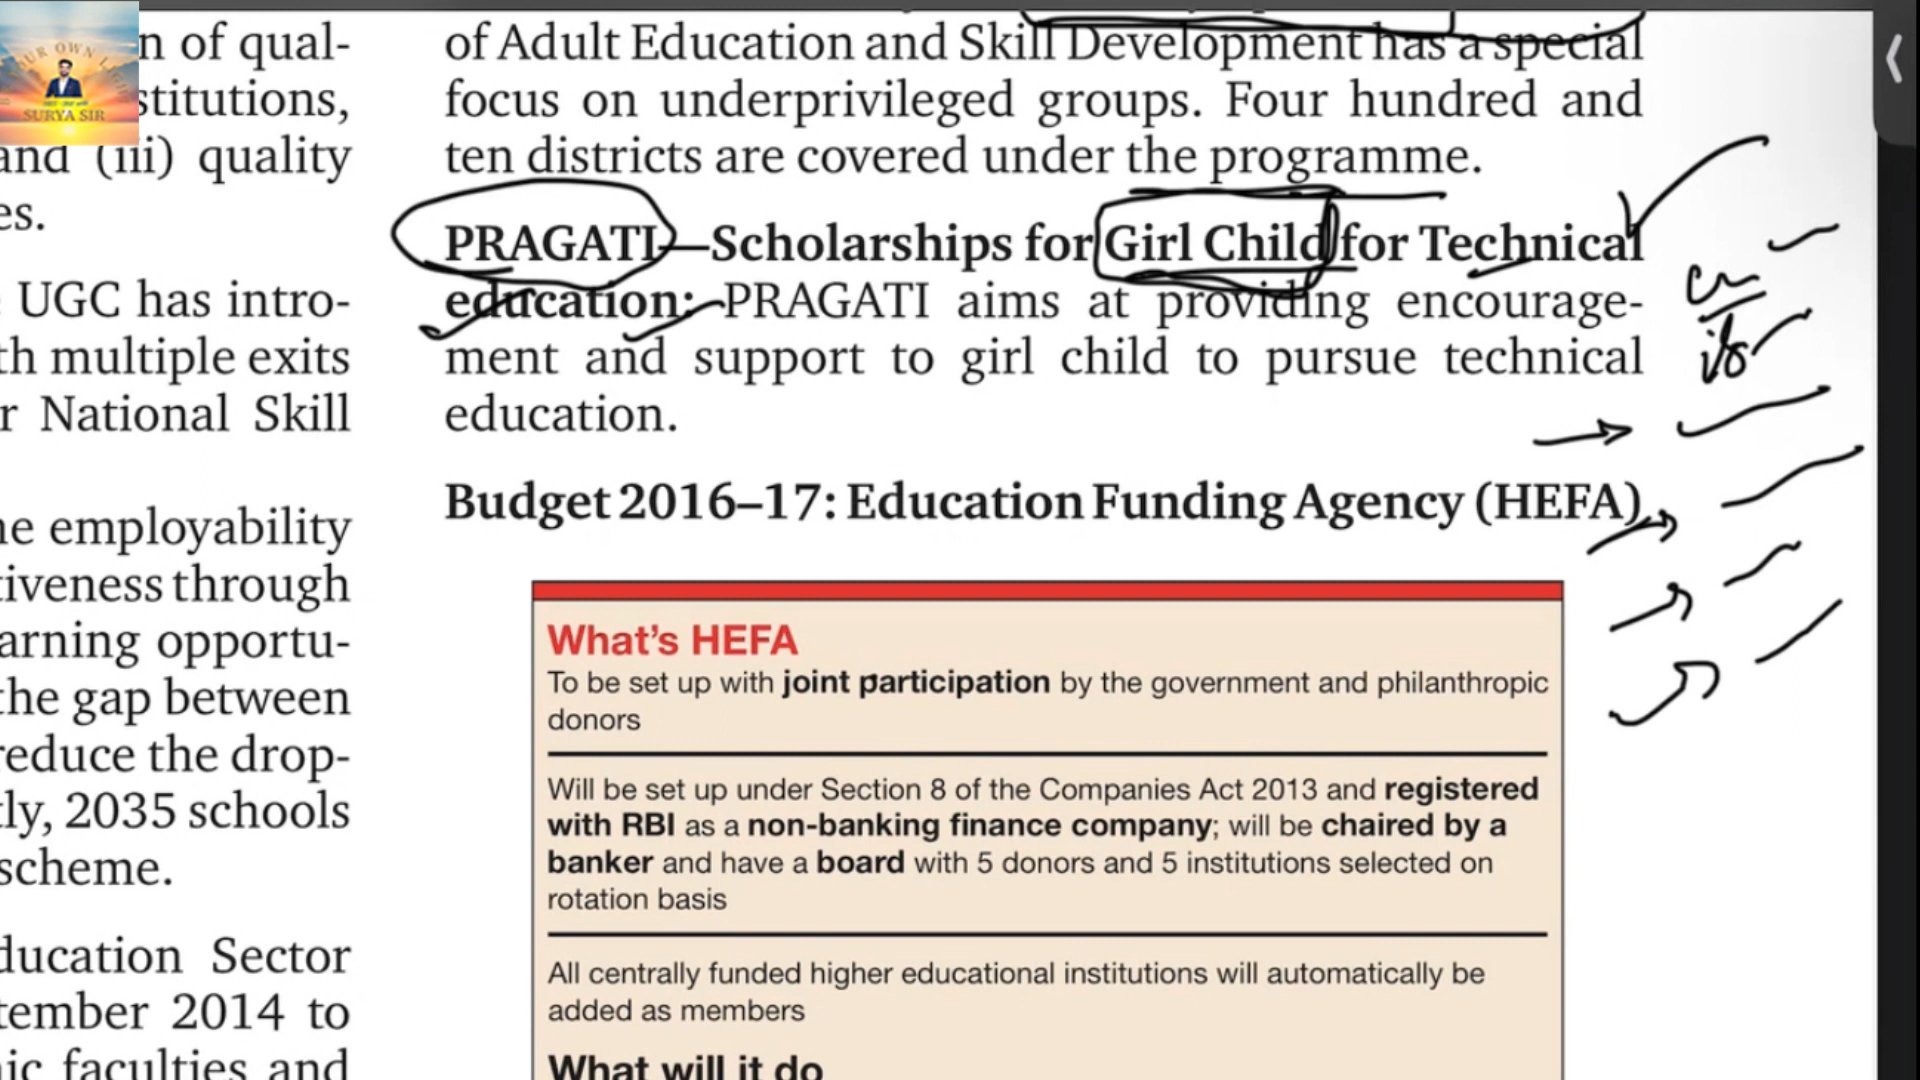 n of qual-
stitutions,
and (iii) quality
es.
UGC has intro-
th multiple exits
r National Skill
ne employability
tiveness through
arning opportu-
the gap between
reduce the drop-
tly, 2035 schools
scheme.
ducation Sector
tember 2014 to
nic faculties and
of Adult Education and Skill Development has a special
focus on underprivileged groups. Four hundred and
ten districts are covered under the programme.
PRAGATI—Scholarships for Girl Child for Technical
education: PRAGATI aims at providing encourage-
ment and support to girl child to pursue technical
education.
Budget 2016–17: Education Funding Agency (HEFA)
What's HEFA
To be set up with joint participation by the government and philanthropic
donors
Will be set up under Section 8 of the Companies Act 2013 and registered
with RBI as a non-banking finance company; will be chaired by a
banker and have a board with 5 donors and 5 institutions selected on
rotation basis
All centrally funded higher educational institutions will automatically be
added as members
What will it do
SURYA SIR